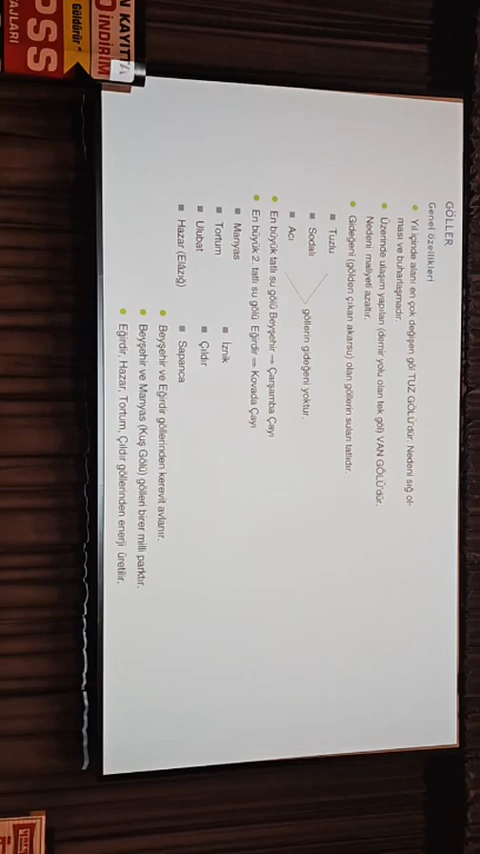 GÖLLER
Genel özellikleri
• Yıl içinde alanı en çok değişen göl TUZ GÖLÜ'dür. Nedeni sığ ol-
ması ve buharlaşmadır.
• Üzerinde ulaşım yapılan (demir yolu olan tek göl) VAN GÖLÜ'dür.
Nedeni maliyeti azaltır.
• Gideğeni (gölden çıkan akarsu) olan göllerin suları tatlıdır.
■ Tuzlu
■ Sodalı
■ Acı
göllerin gideğeni yoktur.
• En büyük tatlı su gölü Beyşehir ⇒ Çarşamba Çayı
• En büyük 2. tatlı su gölü Eğirdir ⇒ Kovada Çayı
■ Manyas ■ İznik
■ Tortum ■ Çıldır
■ Ulubat ■ Sapanca
■ Hazar (Elazığ)
• Beyşehir ve Eğirdir göllerinden kerevit avlanır.
• Beyşehir ve Manyas (Kuş Gölü) gölleri birer milli parktır.
• Eğirdir, Hazar, Tortum, Çıldır göllerinden enerji üretilir.
N KAYITTA
İNDİRİM
Güldürür"
PSS
AJLARI